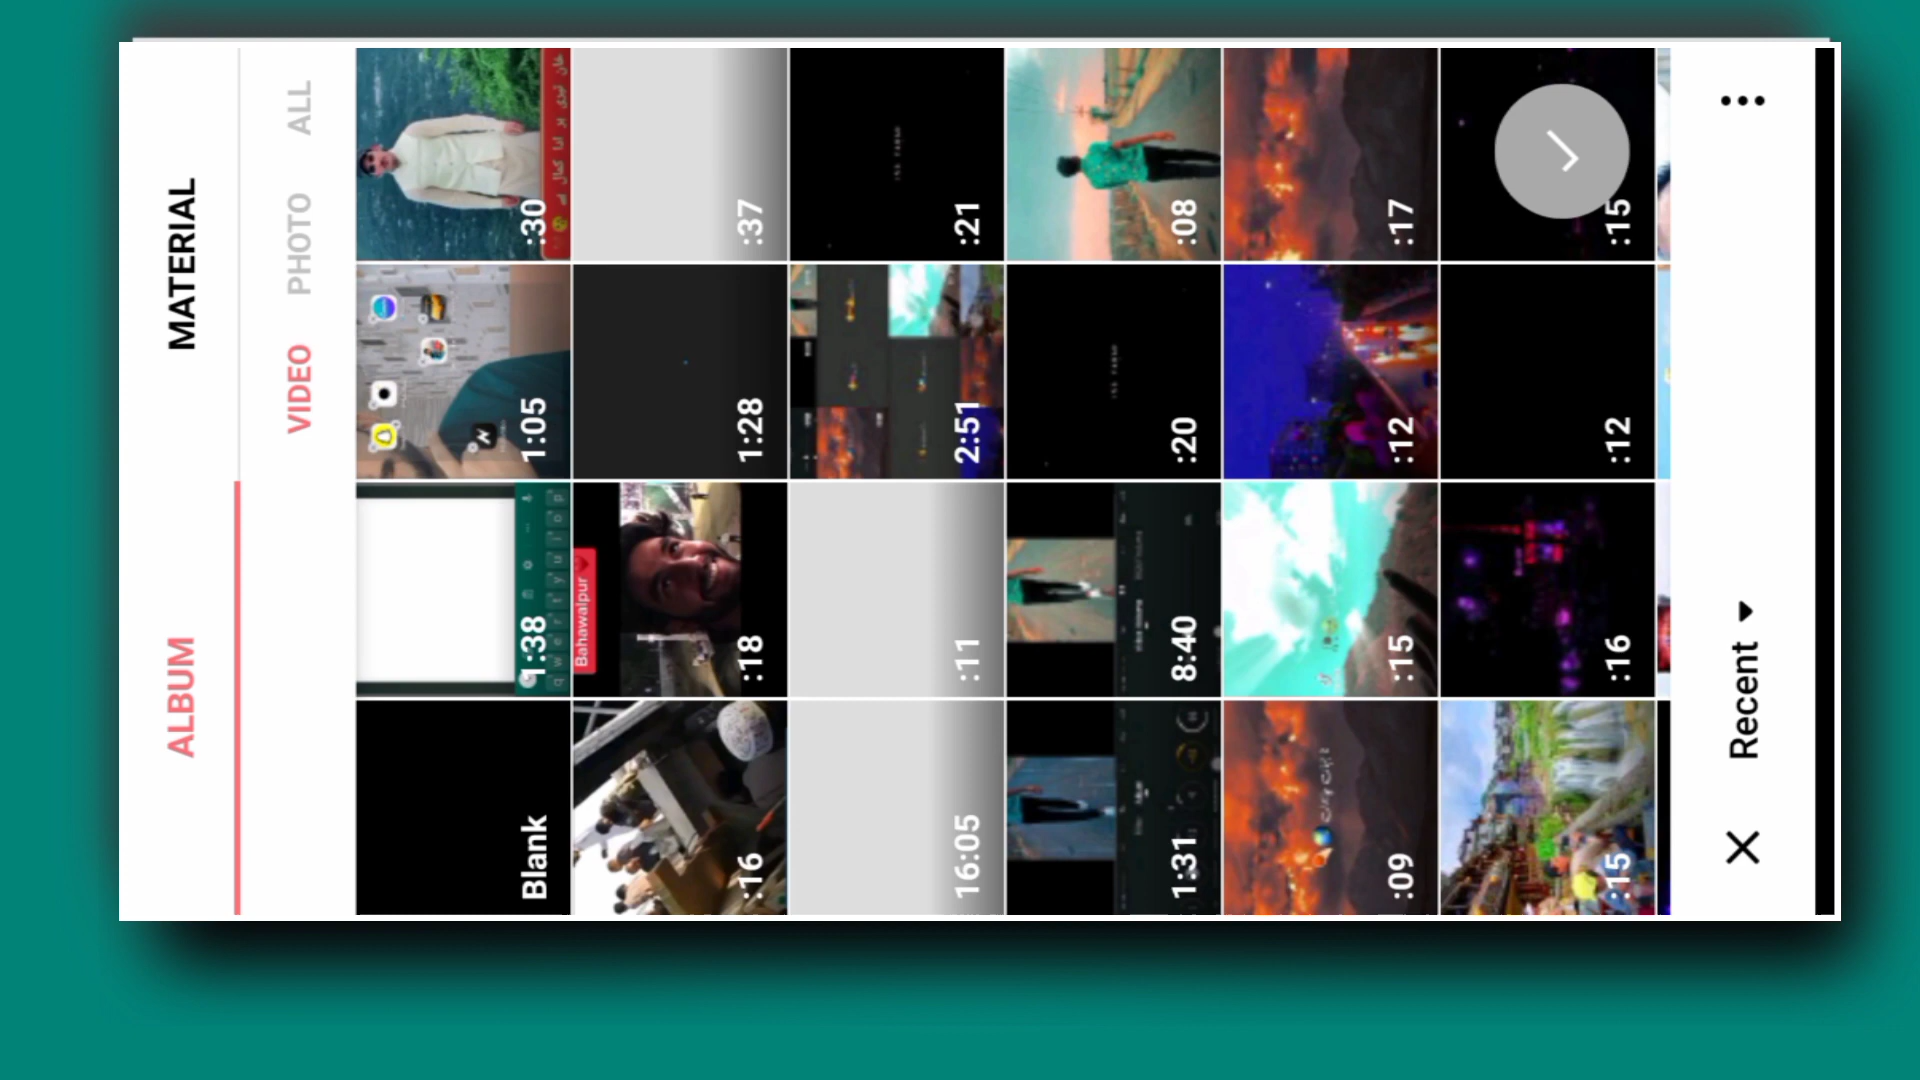 ALBUM MATERIAL
VIDEO PHOTO ALL
q w e r t y u i o p
Blank 1:38 1:05 :30
Bahawalpur
:16 :18 1:28 :37
16:05 :11 2:51 :21
1:31 8:40 :20 :08
:09 :15 :12 :17
:15 :16 :12 :15
Recent